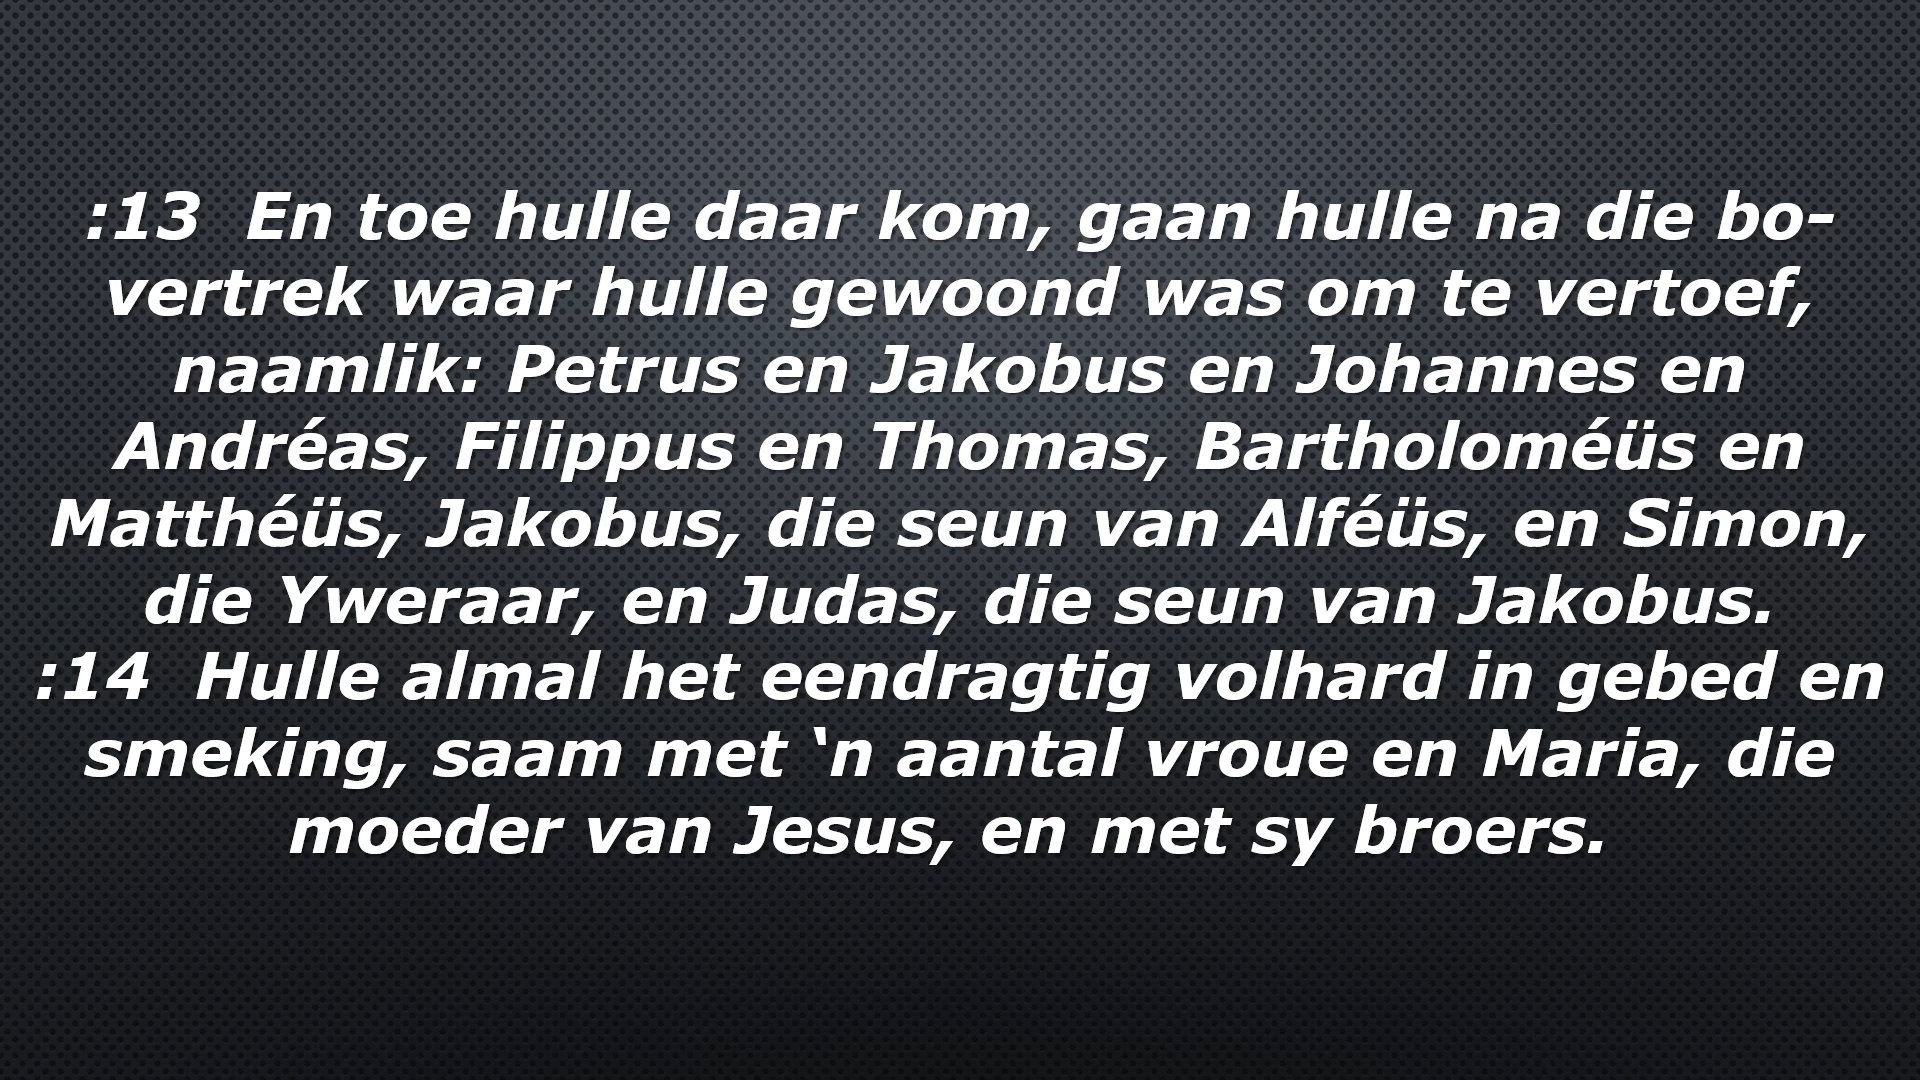 :13  En toe hulle daar kom, gaan hulle na die bo-
vertrek waar hulle gewoond was om te vertoef,
naamlik: Petrus en Jakobus en Johannes en
Andréas, Filippus en Thomas, Bartholoméüs en
Matthéüs, Jakobus, die seun van Alféüs, en Simon,
die Yweraar, en Judas, die seun van Jakobus.
:14  Hulle almal het eendragtig volhard in gebed en
smeking, saam met ‘n aantal vroue en Maria, die
moeder van Jesus, en met sy broers.